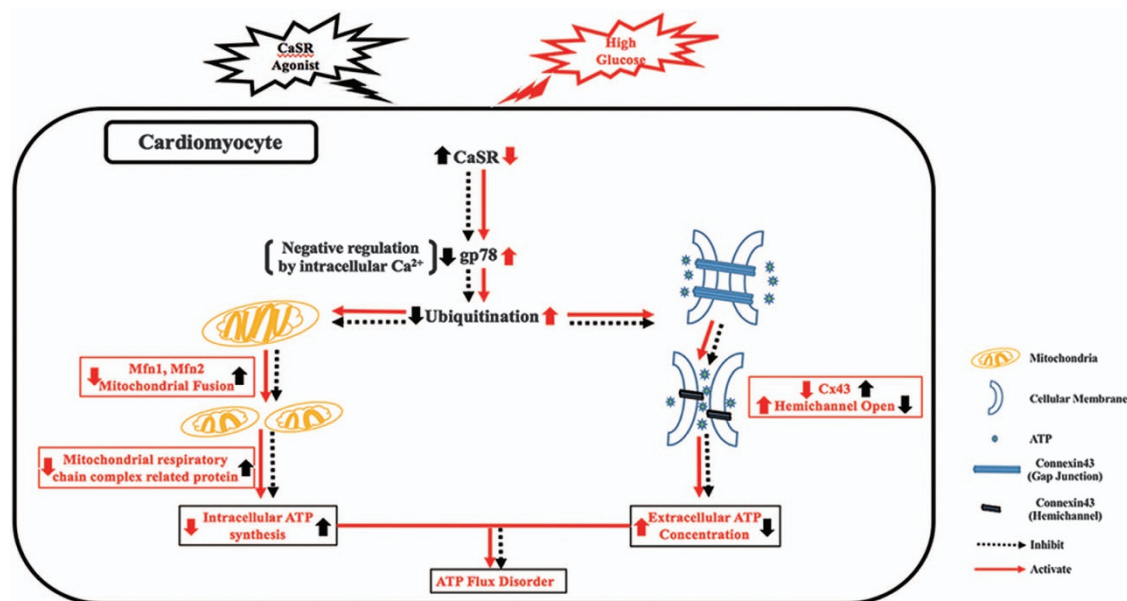 CaSR
Agonist
High
Glucose
Cardiomyocyte
CaSR
Negative regulation
by intracellular Ca²⁺
gp78
Ubiquitination
Mfn1, Mfn2
Mitochondrial Fusion
Cx43
Hemichannel Open
Mitochondrial respiratory
chain complex related protein
Intracellular ATP
synthesis
Extracellular ATP
Concentration
ATP Flux Disorder
Mitochondria
Cellular Membrane
ATP
Connexin43
(Gap Junction)
Connexin43
(Hemichannel)
Inhibit
Activate